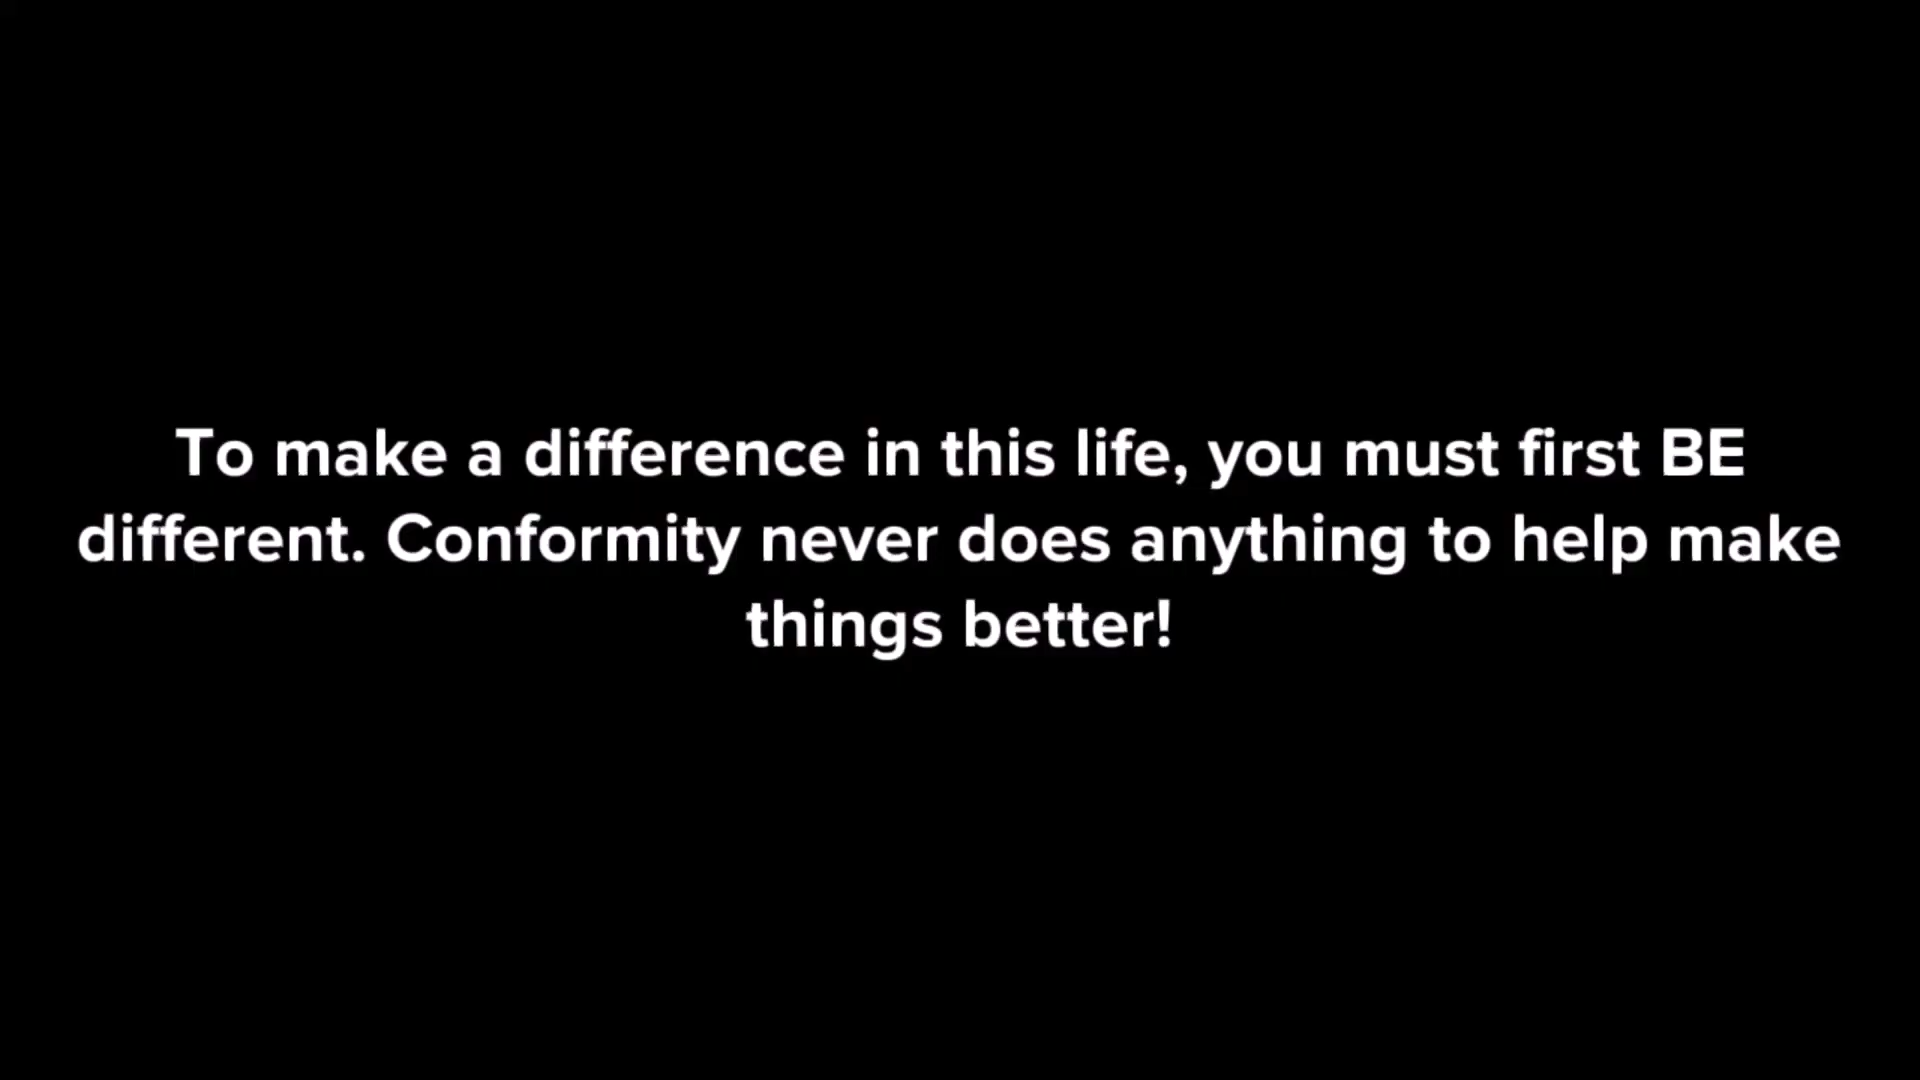 To make a difference in this life, you must first BE
different. Conformity never does anything to help make
things better!